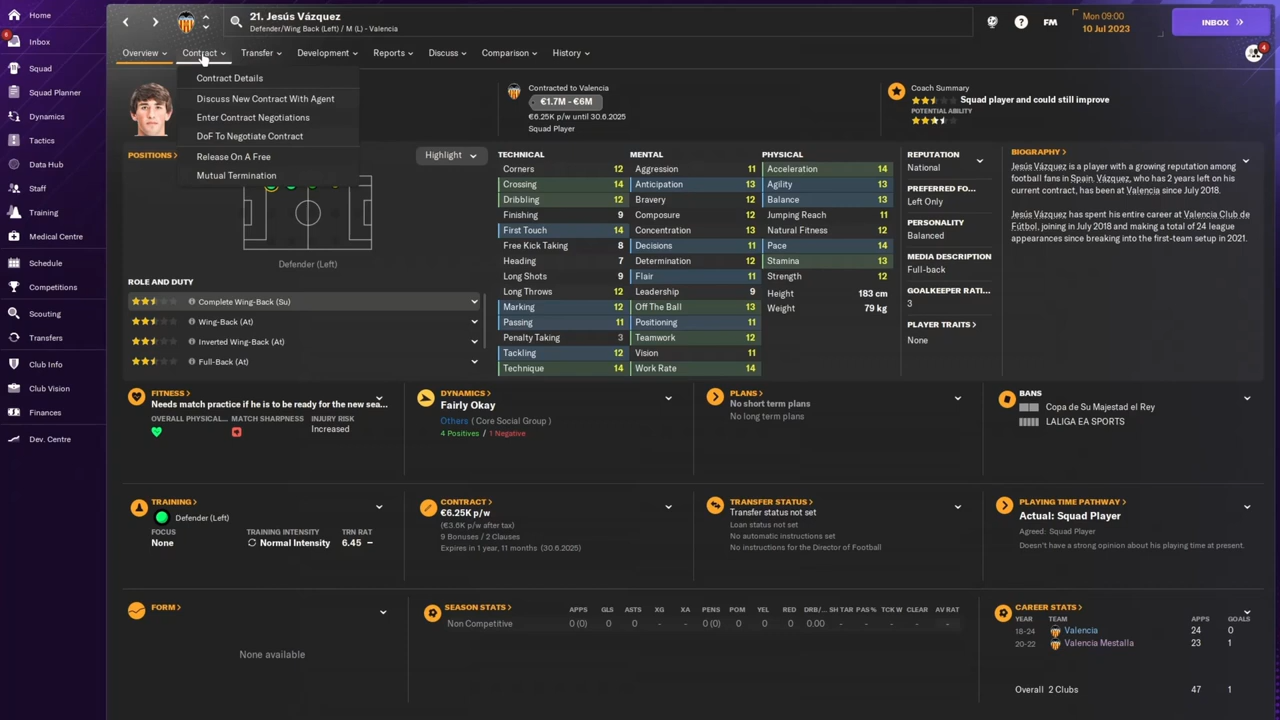 Home
6
Inbox
Squad
Squad Planner
Dynamics
Tactics
Data Hub
Staff
Training
Medical Centre
Schedule
Competitions
Scouting
Transfers
Club Info
Club Vision
Finances
Dev. Centre
21. Jesús Vázquez
Defender/Wing Back (Left) / M (L) - Valencia
FM
Mon 09:00
10 Jul 2023
INBOX
4
Overview
Contract
Transfer
Development
Reports
Discuss
Comparison
History
Contract Details
Discuss New Contract With Agent
Enter Contract Negotiations
DoF To Negotiate Contract
Release On A Free
Mutual Termination
Contracted to Valencia
€1.7M - €6M
€6.25K p/w until 30.6.2025
Squad Player
Coach Summary
Squad player and could still improve
POTENTIAL ABILITY
POSITIONS
Highlight
Defender (Left)
ROLE AND DUTY
Complete Wing-Back (Su)
Wing-Back (At)
Inverted Wing-Back (At)
Full-Back (At)
TECHNICAL
Corners 12
Crossing 14
Dribbling 12
Finishing 9
First Touch 14
Free Kick Taking 8
Heading 7
Long Shots 9
Long Throws 12
Marking 12
Passing 11
Penalty Taking 3
Tackling 12
Technique 14
MENTAL
Aggression 11
Anticipation 13
Bravery 12
Composure 12
Concentration 13
Decisions 11
Determination 12
Flair 11
Leadership 9
Off The Ball 13
Positioning 11
Teamwork 12
Vision 11
Work Rate 14
PHYSICAL
Acceleration 14
Agility 13
Balance 13
Jumping Reach 11
Natural Fitness 12
Pace 14
Stamina 13
Strength 12
Height 183 cm
Weight 79 kg
REPUTATION
National
PREFERRED FO...
Left Only
PERSONALITY
Balanced
MEDIA DESCRIPTION
Full-back
GOALKEEPER RATI...
3
PLAYER TRAITS
None
BIOGRAPHY
Jesús Vázquez is a player with a growing reputation among
football fans in Spain. Vázquez, who has 2 years left on his
current contract, has been at Valencia since July 2018.
Jesús Vázquez has spent his entire career at Valencia Club de
Fútbol, joining in July 2018 and making a total of 24 league
appearances since breaking into the first-team setup in 2021.
FITNESS
Needs match practice if he is to be ready for the new sea...
OVERALL PHYSICAL... MATCH SHARPNESS INJURY RISK
Increased
DYNAMICS
Fairly Okay
Others ( Core Social Group )
4 Positives / 1 Negative
PLANS
No short term plans
No long term plans
BANS
Copa de Su Majestad el Rey
LALIGA EA SPORTS
TRAINING
Defender (Left)
FOCUS TRAINING INTENSITY TRN RAT
None Normal Intensity 6.45 –
CONTRACT
€6.25K p/w
(€3.6K p/w after tax)
9 Bonuses / 2 Clauses
Expires in 1 year, 11 months (30.6.2025)
TRANSFER STATUS
Transfer status not set
Loan status not set
No automatic instructions set
No instructions for the Director of Football
PLAYING TIME PATHWAY
Actual: Squad Player
Agreed: Squad Player
Doesn't have a strong opinion about his playing time at present.
FORM
None available
SEASON STATS APPS GLS ASTS XG XA PENS POM YEL RED DRB/... SH TAR PAS % TCK W CLEAR AV RAT
Non Competitive 0 (0) 0 0 - - 0 (0) 0 0 0 0.00 - - - - -
CAREER STATS
YEAR TEAM APPS GOALS
18-24 Valencia 24 0
20-22 Valencia Mestalla 23 1
Overall 2 Clubs 47 1